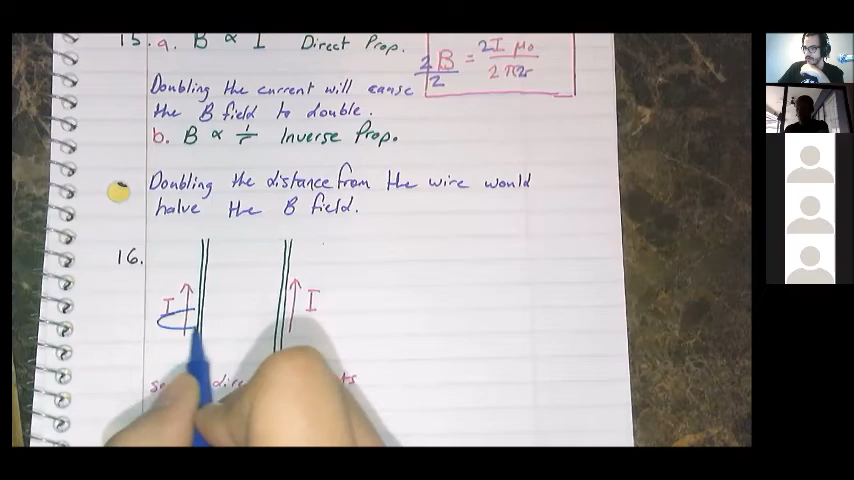 15. a. B ∝ I Direct Prop.
2B/2 = 2I μ₀ / 2π2r
Doubling the current will cause
the B field to double.
b. B ∝ 1/r Inverse Prop.
Doubling the distance from the wire would
halve the B field.
16.
I I